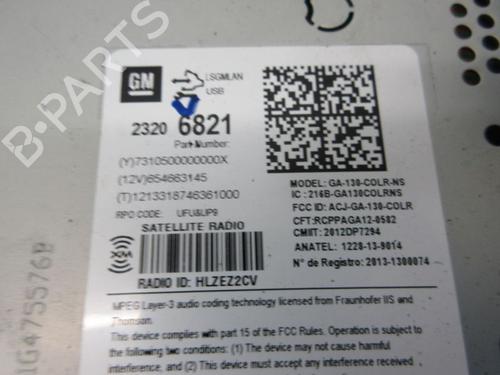 GM
LSGMLAN
USB
2320 6821
Part Number:
(Y)7310500000000X
(12V)654663145
(T)1213318746361000
RPO CODE: UFU&UP9
SATELLITE RADIO
XM
RADIO ID: HLZEZ2CV
MODEL: GA-130-COLR-NS
IC : 216B-GA130COLRNS
FCC ID: ACJ-GA-130-COLR
CFT:RCPPAGA12-0582
CMIIT: 2012DP7294
ANATEL: 1228-13-9014
N° de Registro: 2013-1300074
MPEG Layer-3 audio coding technology licensed from Fraunhofer IIS and
Thomson.
This device complies with part 15 of the FCC Rules. Operation is subject to
the following two conditions: (1) This device may not cause harmful
interference, and (2) This device must accept any interference received
1G4755576B
B-PARTS